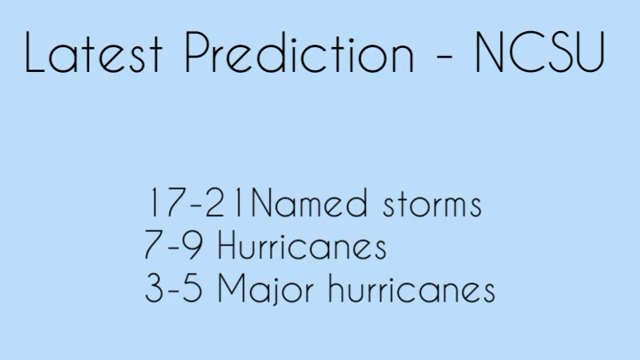 Latest Prediction - NCSU
17-21Named storms
7-9 Hurricanes
3-5 Major hurricanes